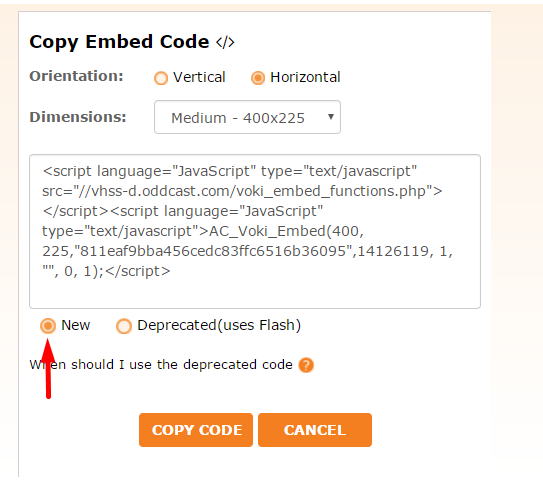 Copy Embed Code </>
Orientation: Vertical Horizontal
Dimensions: Medium - 400x225
<script language="JavaScript" type="text/javascript"
src="//vhss-d.oddcast.com/voki_embed_functions.php">
</script><script language="JavaScript"
type="text/javascript">AC_Voki_Embed(400,
225,"811eaf9bba456cedc83ffc6516b36095",14126119, 1,
"", 0, 1);</script>
New Deprecated(uses Flash)
When should I use the deprecated code ?
COPY CODE CANCEL